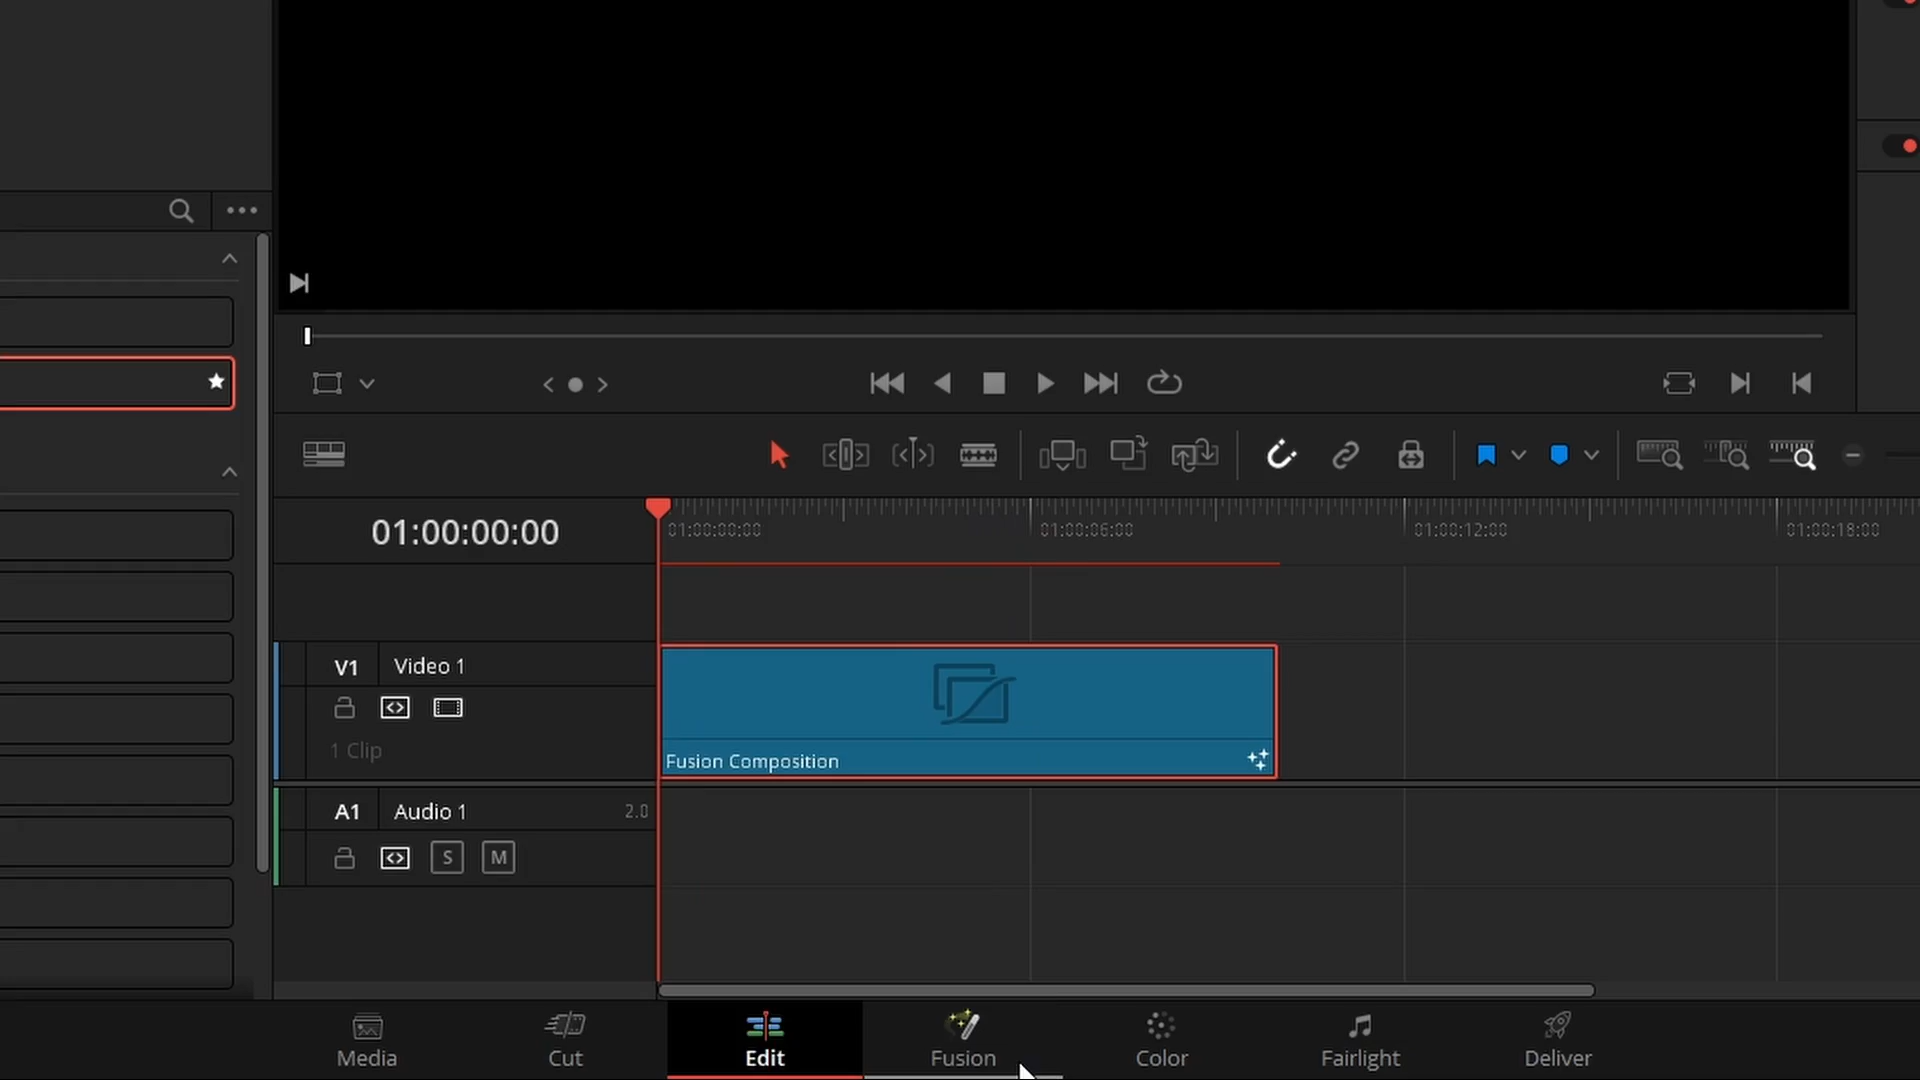 01:00:00:00
01:00:00:00
01:00:06:00
01:00:12:00
01:00:18:00
V1
Video 1
1 Clip
Fusion Composition
A1
Audio 1
2.0
S
M
Media
Cut
Edit
Fusion
Color
Fairlight
Deliver